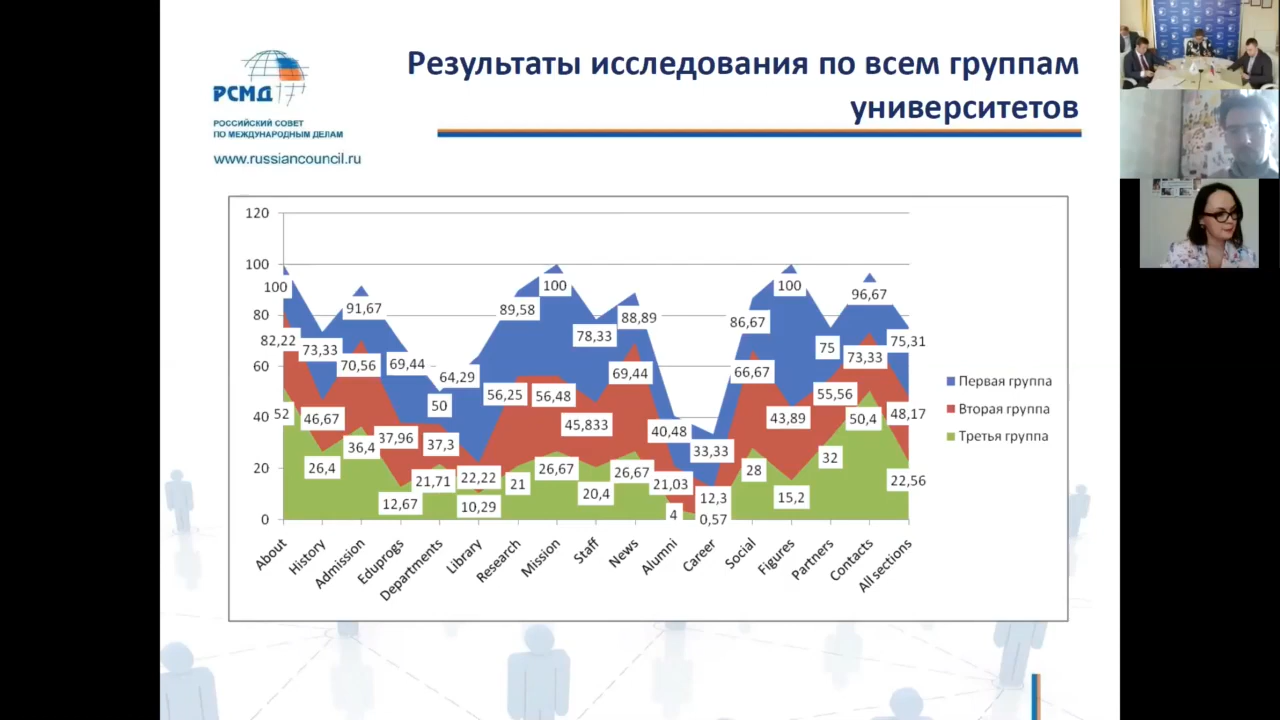 Результаты исследования по всем группам
университетов
РСМД
РОССИЙСКИЙ СОВЕТ
ПО МЕЖДУНАРОДНЫМ ДЕЛАМ
www.russiancouncil.ru
120
100
80
60
40
20
0
100
73,33
91,67
69,44
50
64,29
89,58
100
78,33
88,89
40,48
33,33
86,67
100
75
96,67
75,31
82,22
46,67
70,56
37,96
37,3
22,22
56,25
56,48
45,833
69,44
21,03
12,3
66,67
43,89
55,56
73,33
48,17
52
26,4
36,4
12,67
21,71
10,29
21
26,67
20,4
26,67
4
0,57
28
15,2
32
50,4
22,56
About
History
Admission
Eduprogs
Departments
Library
Research
Mission
Staff
News
Alumni
Career
Social
Figures
Partners
Contacts
All sections
Первая группа
Вторая группа
Третья группа